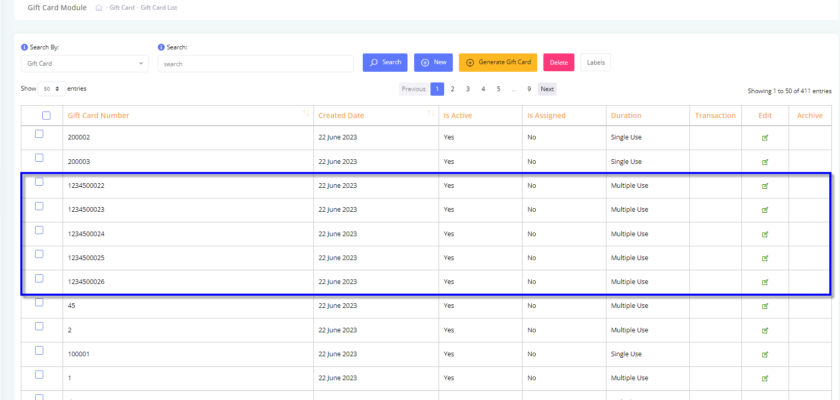 Gift Card Module - Gift Card - Gift Card List
Search By: Search:
Gift Card search Search New Generate Gift Card Delete Labels
Show 50 entries Previous 1 2 3 4 5 ... 9 Next Showing 1 to 50 of 411 entries
Gift Card Number Created Date Is Active Is Assigned Duration Transaction Edit Archive
200002 22 June 2023 Yes No Single Use
200003 22 June 2023 Yes No Single Use
1234500022 22 June 2023 Yes No Multiple Use
1234500023 22 June 2023 Yes No Multiple Use
1234500024 22 June 2023 Yes No Multiple Use
1234500025 22 June 2023 Yes No Multiple Use
1234500026 22 June 2023 Yes No Multiple Use
45 22 June 2023 Yes No Multiple Use
2 22 June 2023 Yes No Multiple Use
100001 22 June 2023 Yes No Single Use
1 22 June 2023 Yes No Multiple Use